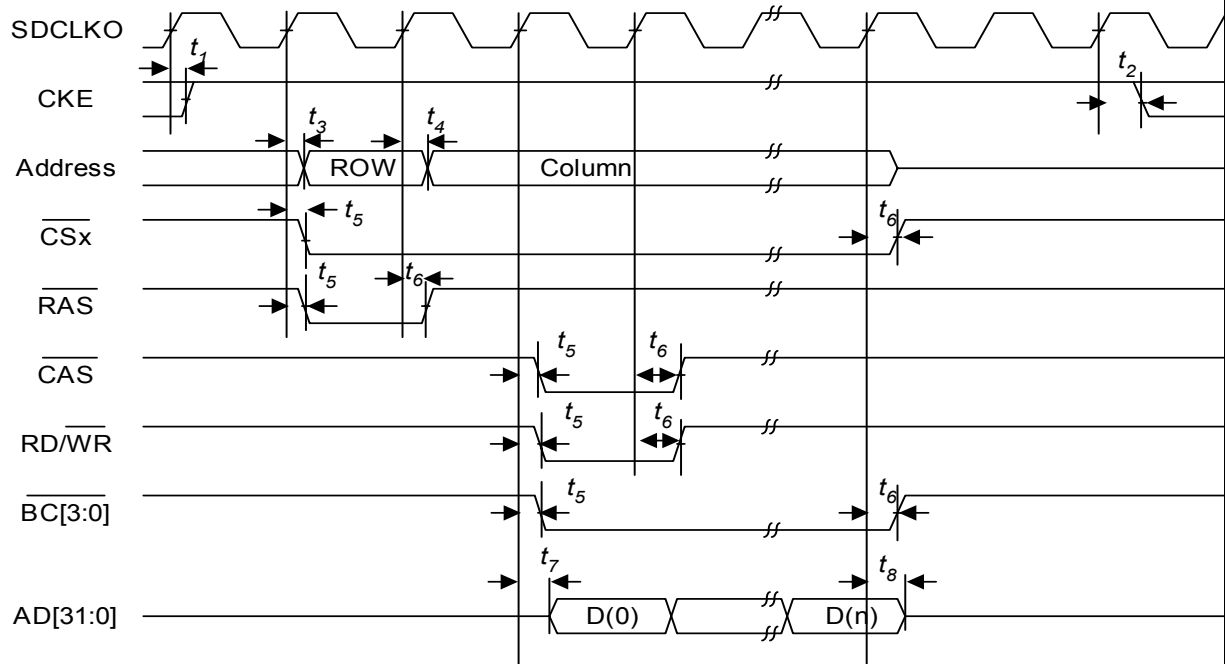 SDCLKO
t1
t2
CKE
t3
t4
Address
ROW
Column
CSx
t5
t6
RAS
t5
t6
CAS
t5
t6
RD/WR
t5
t6
BC[3:0]
t5
t6
t7
t8
AD[31:0]
D(0)
D(n)